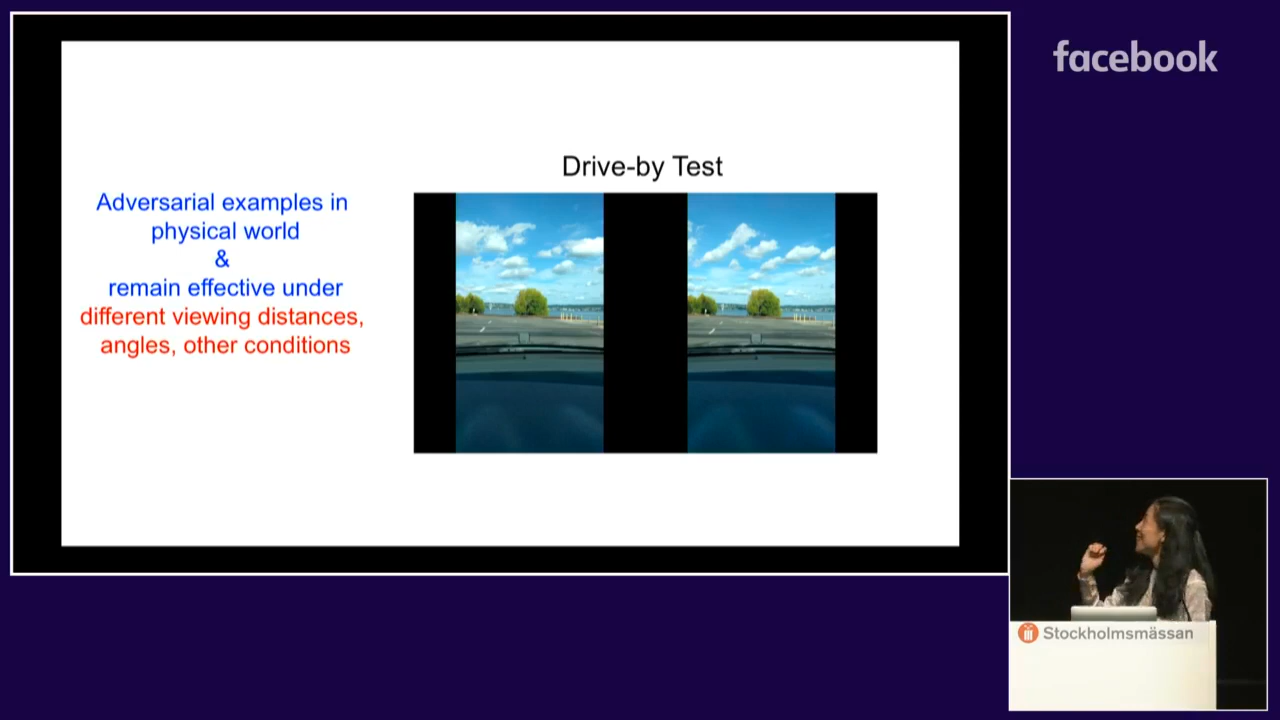 facebook
Drive-by Test
Adversarial examples in
physical world
&
remain effective under
different viewing distances,
angles, other conditions
Stockholmsmässan